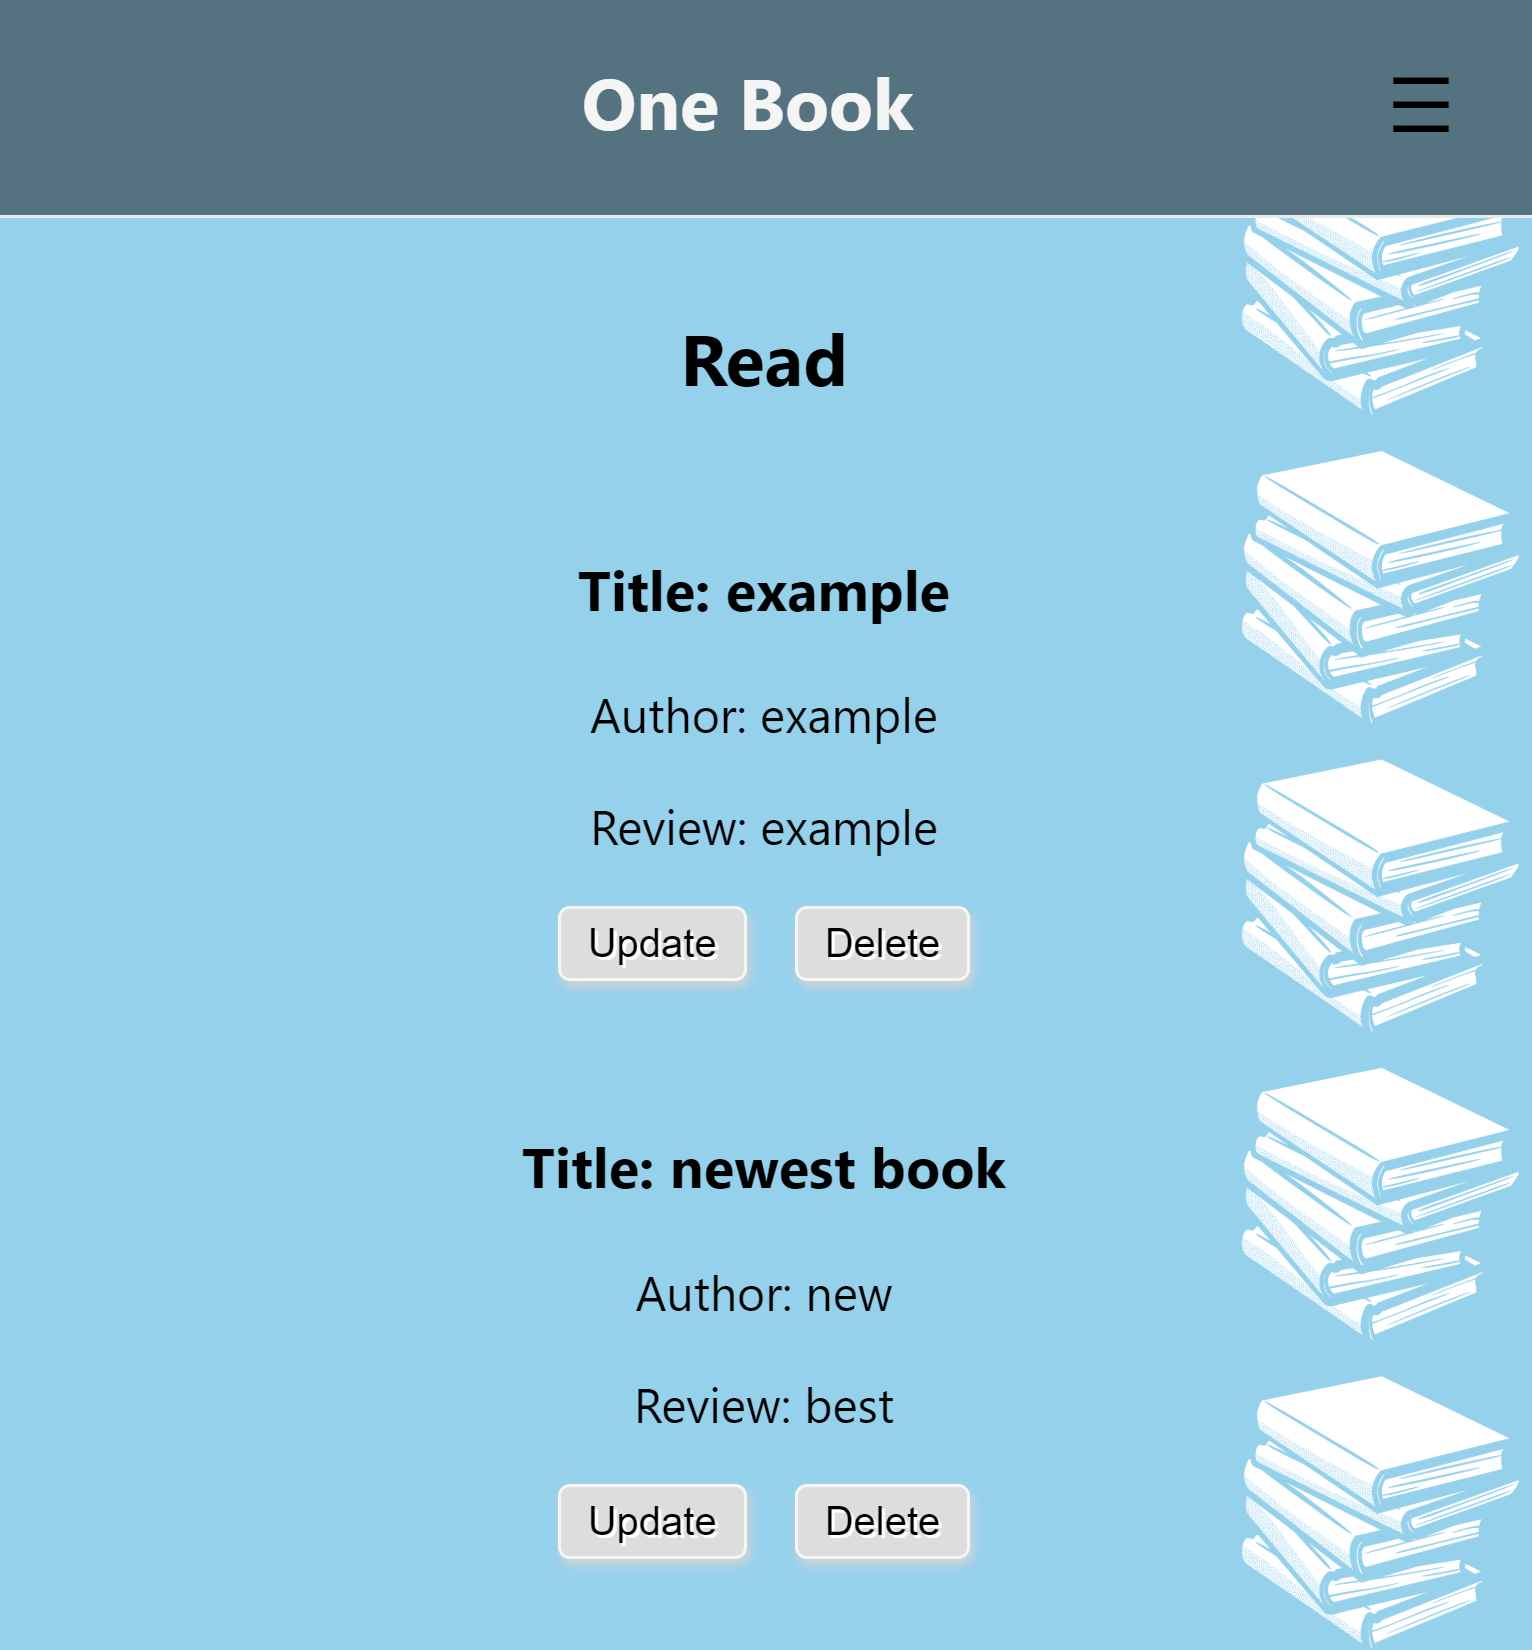 One Book
Read
Title: example
Author: example
Review: example
Update Delete
Title: newest book
Author: new
Review: best
Update Delete